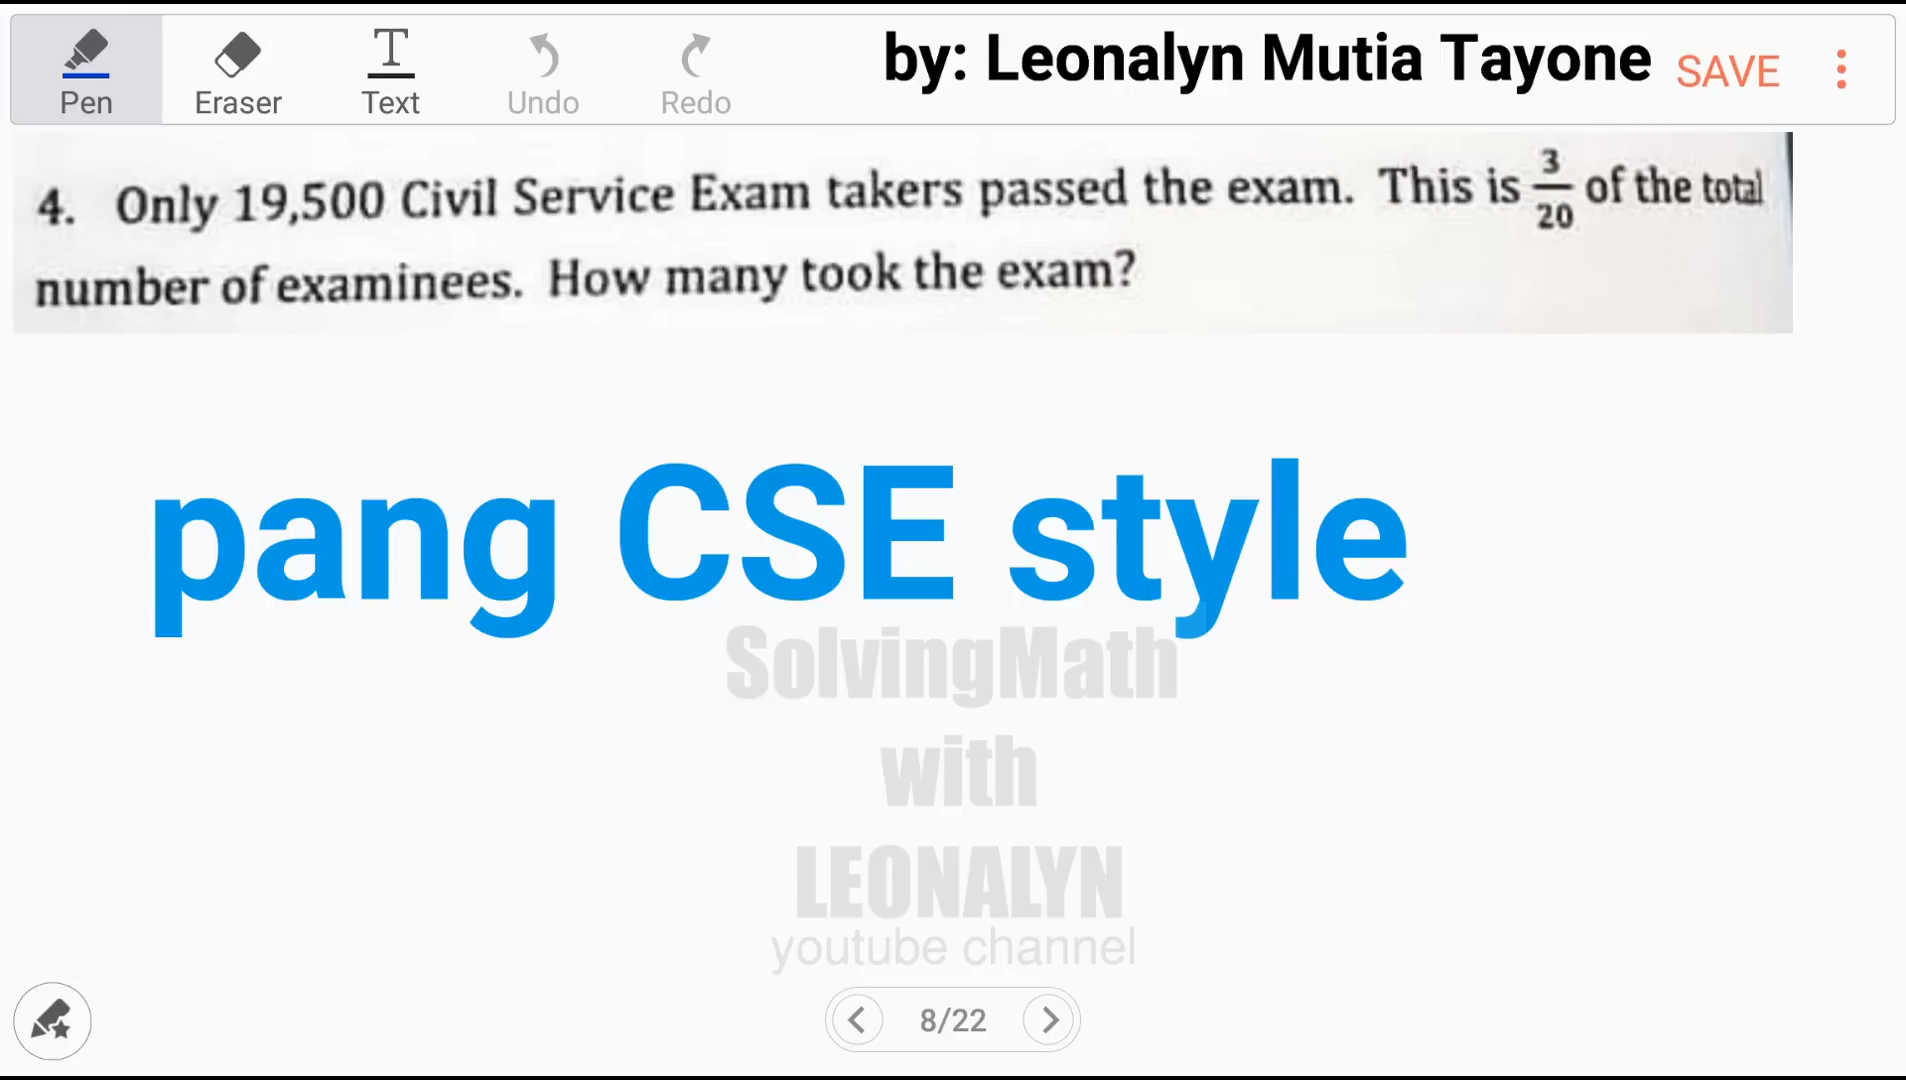 by: Leonalyn Mutia Tayone
SAVE
Pen
Eraser
Text
Undo
Redo
4. Only 19,500 Civil Service Exam takers passed the exam. This is 3/20 of the total
number of examinees. How many took the exam?
pang CSE style
SolvingMath
with
LEONALYN
youtube channel
8/22